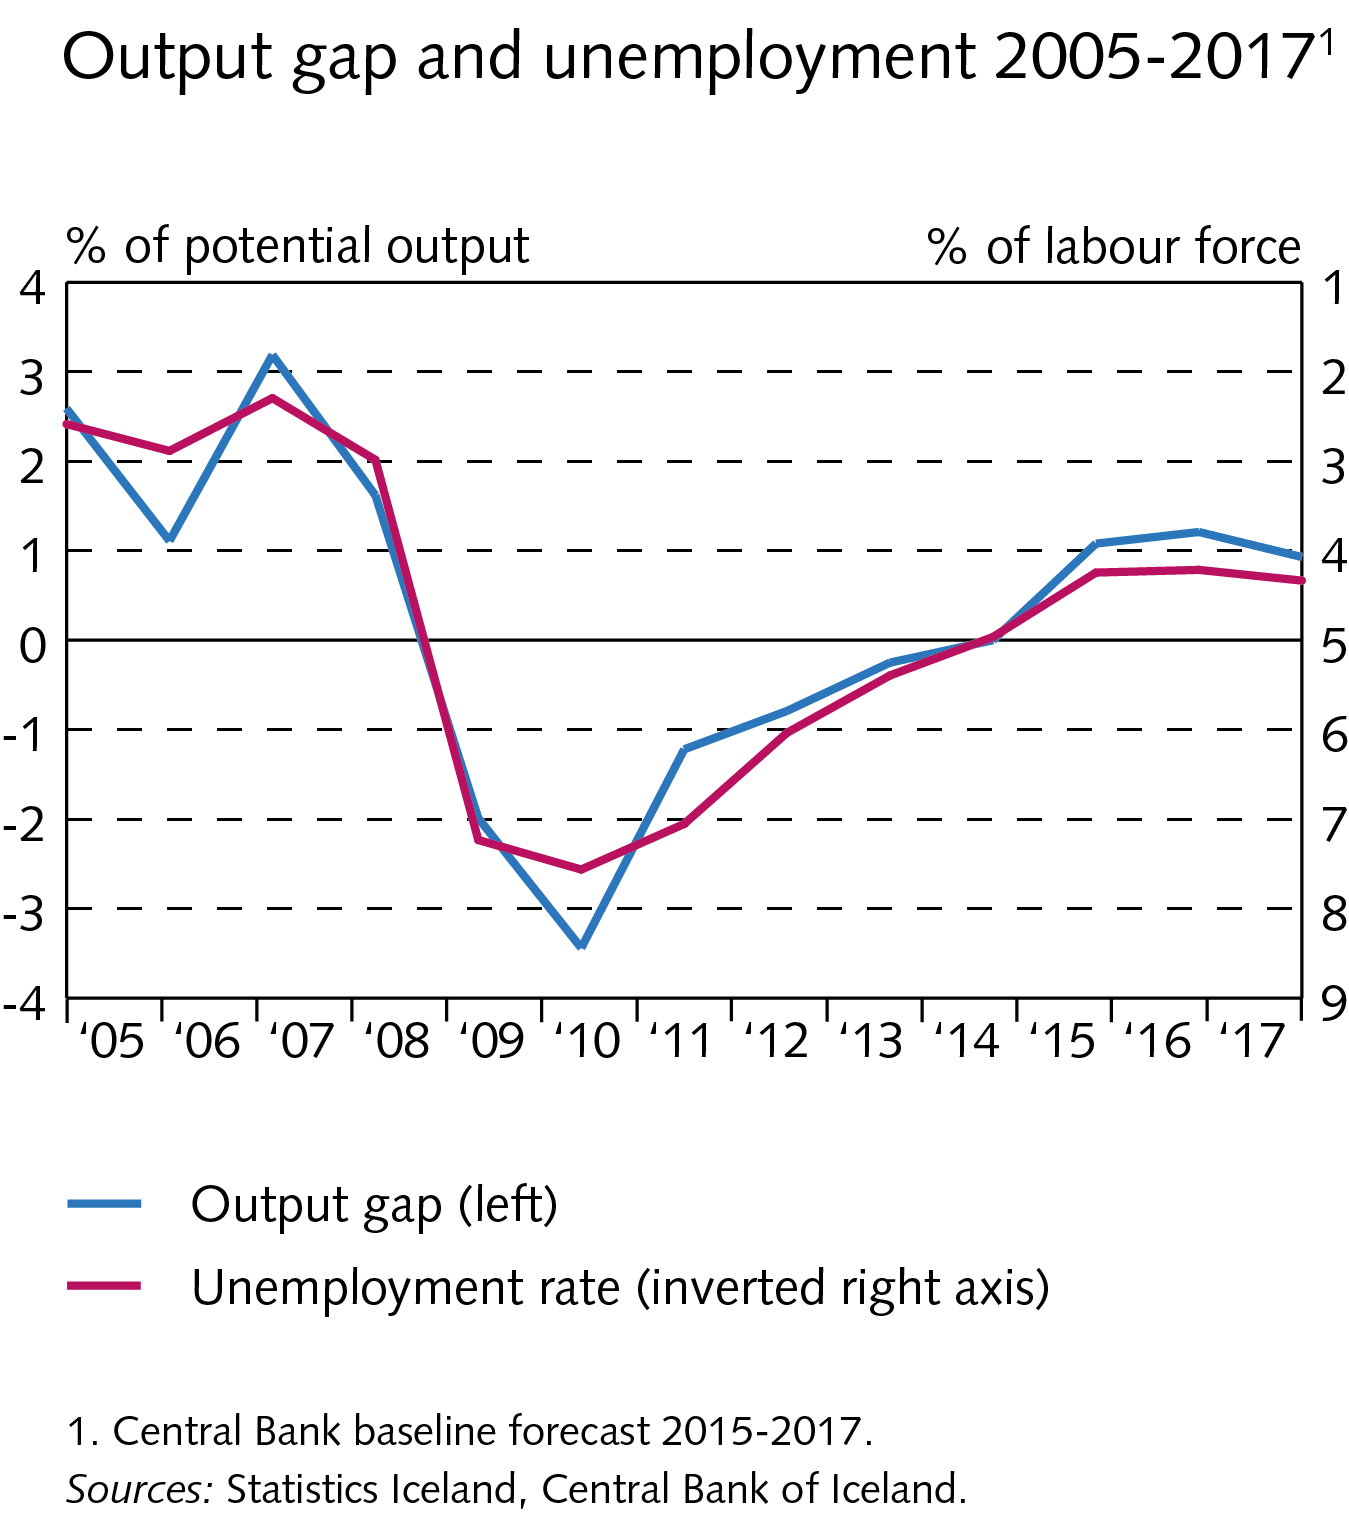 Output gap and unemployment 2005-2017¹
% of potential output % of labour force
4 1
3 2
2 3
1 4
0 5
-1 6
-2 7
-3 8
-4 9
‘05 ‘06 ‘07 ‘08 ‘09 ‘10 ‘11 ‘12 ‘13 ‘14 ‘15 ‘16 ‘17
Output gap (left)
Unemployment rate (inverted right axis)
1. Central Bank baseline forecast 2015-2017.
Sources: Statistics Iceland, Central Bank of Iceland.